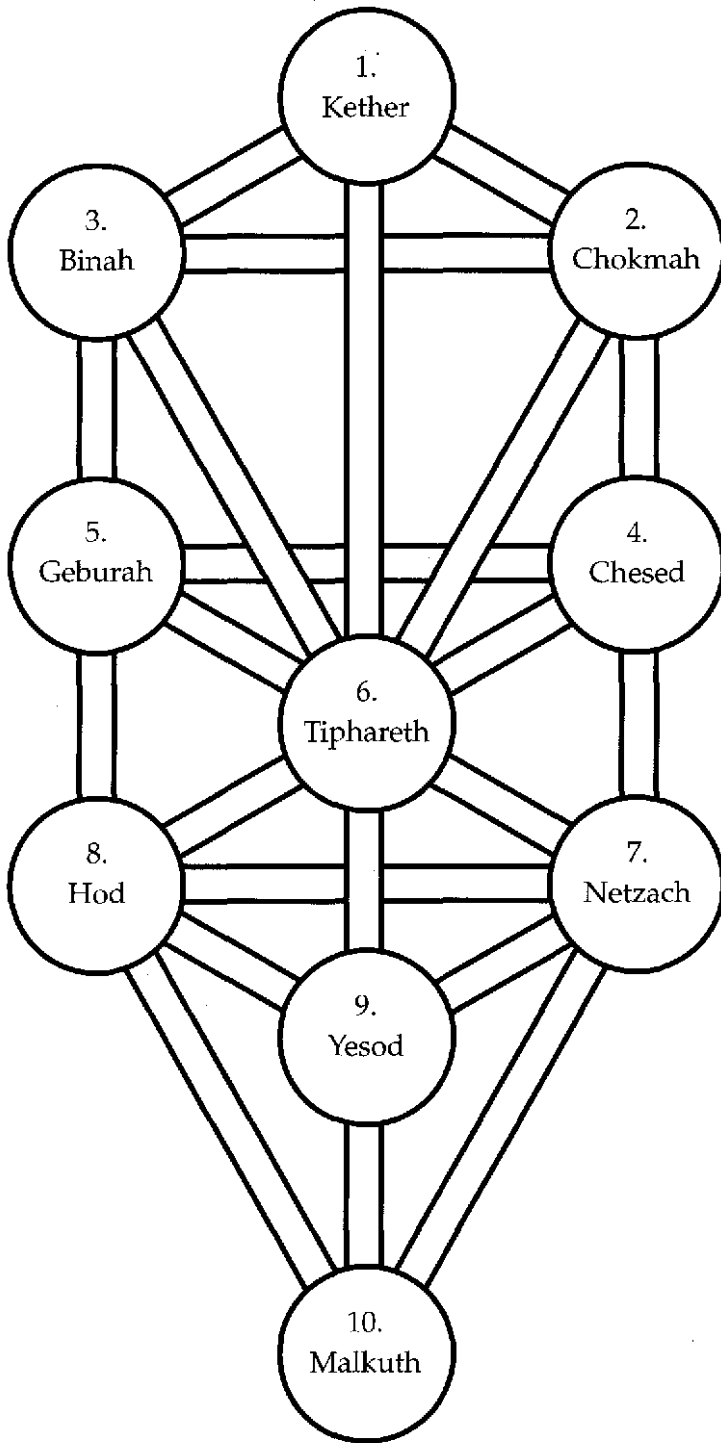 1.
Kether
3.
Binah
2.
Chokmah
5.
Geburah
4.
Chesed
6.
Tiphareth
8.
Hod
7.
Netzach
9.
Yesod
10.
Malkuth